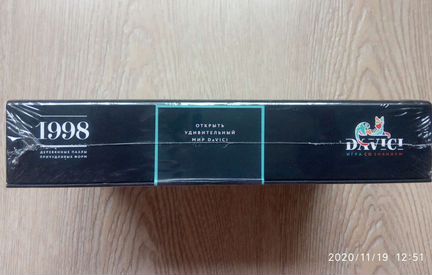 1998
ДЕРЕВЯННЫЕ ПАЗЛЫ
ПРИЧУДЛИВЫХ ФОРМ
ОТКРЫТЬ
УДИВИТЕЛЬНЫЙ
МИР DaVICI
DAVICI
ИГРА СО ЗНАНИЕМ
2020/11/19 12:51